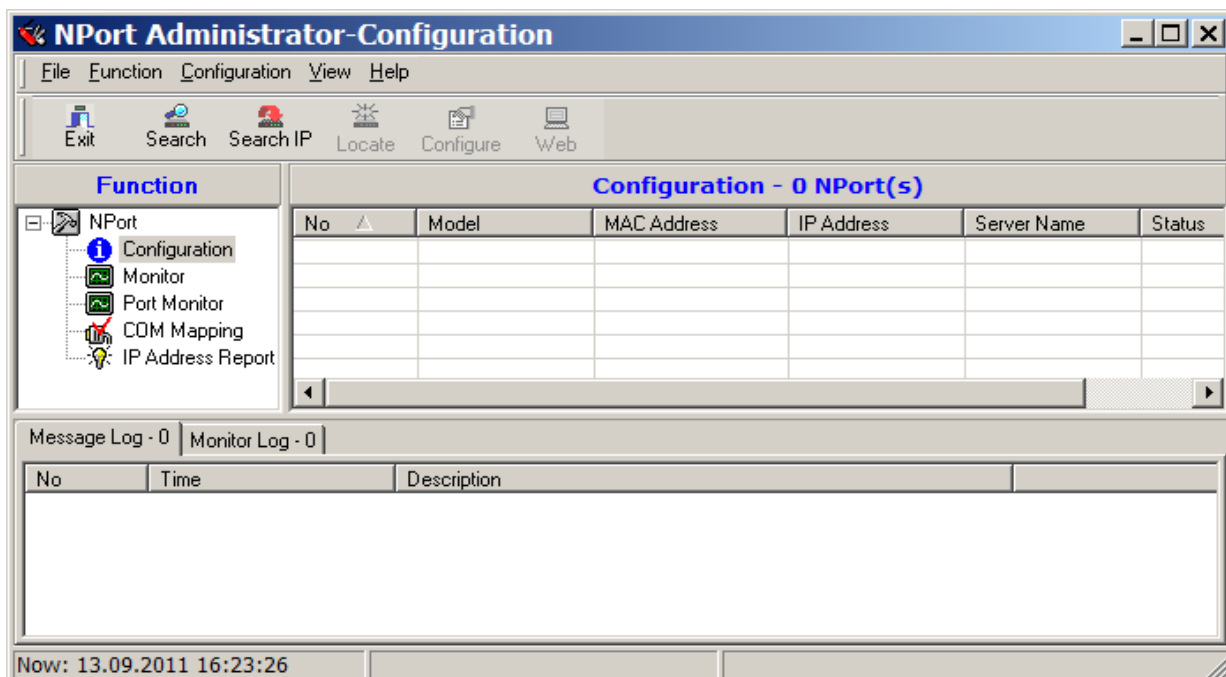 NPort Administrator-Configuration
File Function Configuration View Help
Exit Search Search IP Locate Configure Web
Function
Configuration - 0 NPort(s)
NPort
Configuration
Monitor
Port Monitor
COM Mapping
IP Address Report
No Model MAC Address IP Address Server Name Status
Message Log - 0 Monitor Log - 0
No Time Description
Now: 13.09.2011 16:23:26